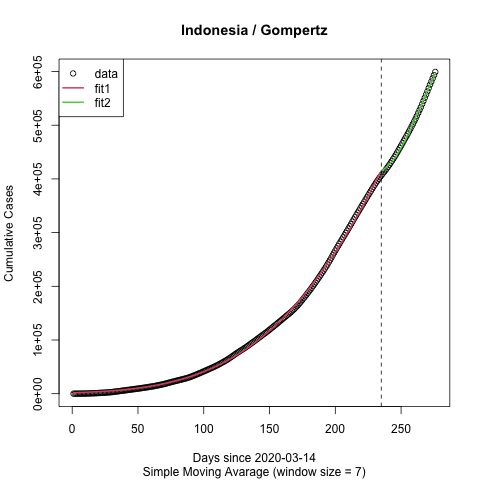 Indonesia / Gompertz
data
fit1
fit2
Cumulative Cases
6e+05
5e+05
4e+05
3e+05
2e+05
1e+05
0e+00
0 50 100 150 200 250
Days since 2020-03-14
Simple Moving Avarage (window size = 7)